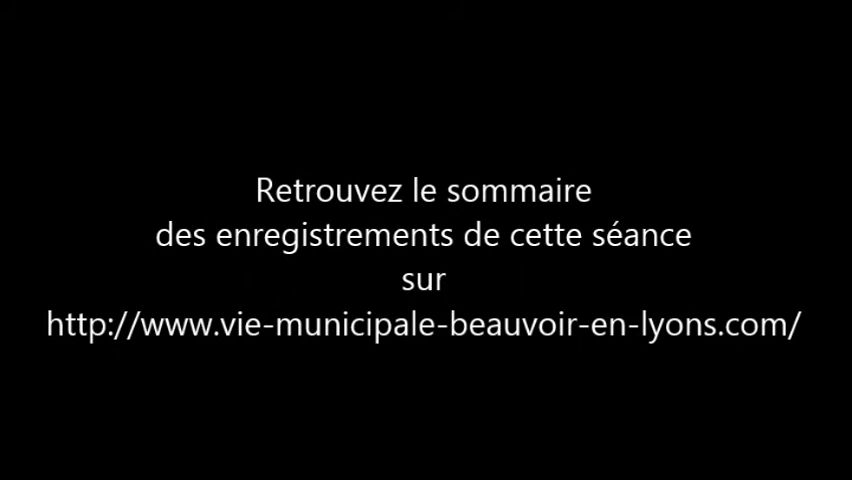 Retrouvez le sommaire
des enregistrements de cette séance
sur
http://www.vie-municipale-beauvoir-en-lyons.com/